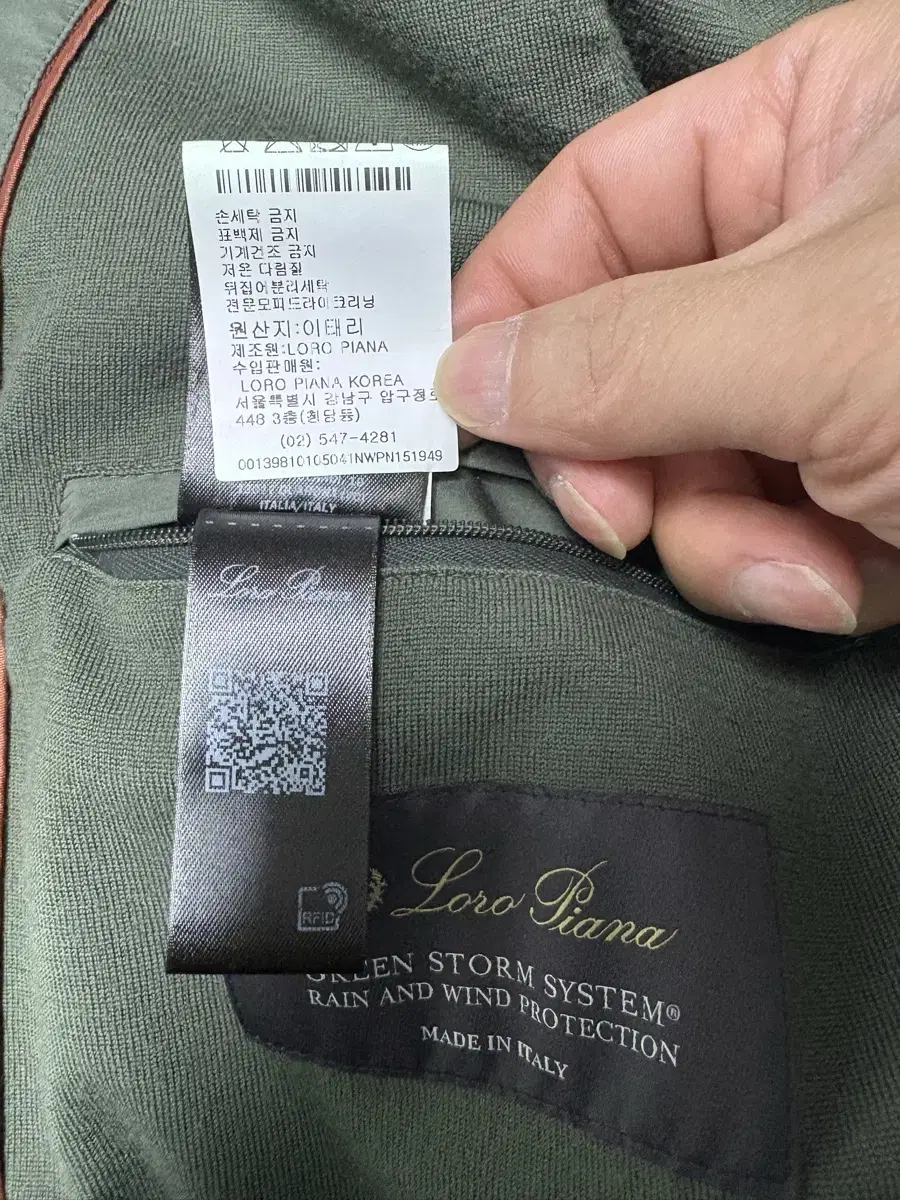 손세탁 금지
표백제 금지
기계건조 금지
저온 다림질
뒤집어분리세탁
전문모피드라이크리닝
원산지:이태리
제조원:LORO PIANA
수입판매원:
LORO PIANA KOREA
서울특별시 강남구 압구정로
448 3층(청담동)
(02) 547-4281
00139810105041NWPN151949
ITALIA/ITALY
Loro Piana
RFID
Loro Piana
GREEN STORM SYSTEM®
RAIN AND WIND PROTECTION
MADE IN ITALY